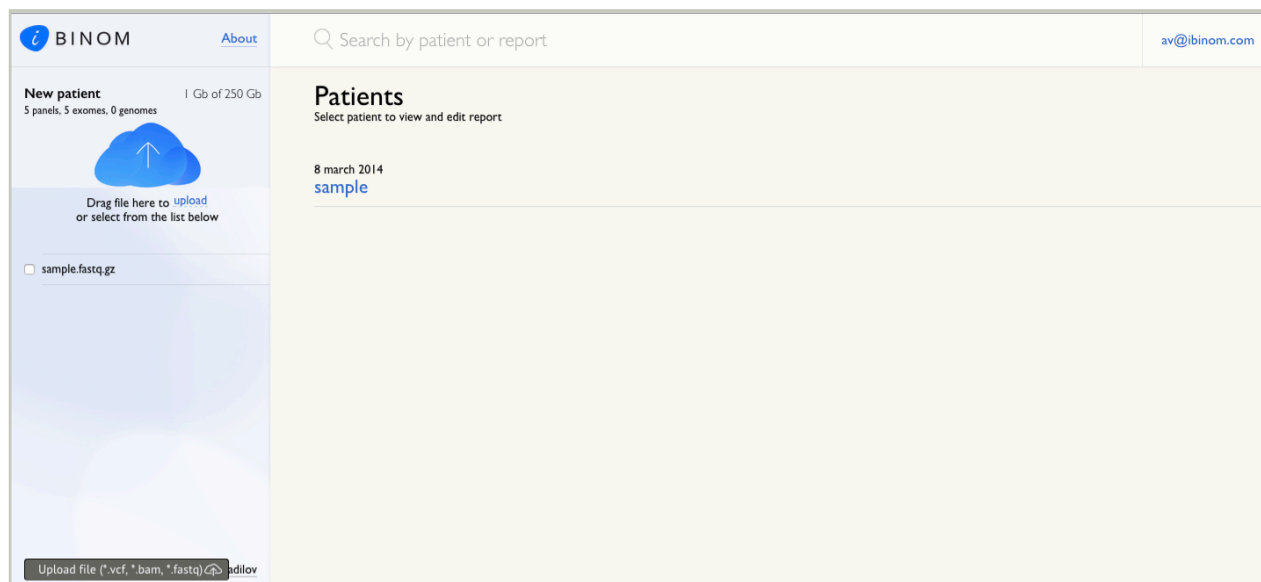 i BINOM About
New patient 1 Gb of 250 Gb
5 panels, 5 exomes, 0 genomes
Drag file here to upload
or select from the list below
sample.fastq.gz
Upload file (*.vcf, *.bam, *.fastq) adilov
Search by patient or report av@ibinom.com
Patients
Select patient to view and edit report
8 march 2014
sample